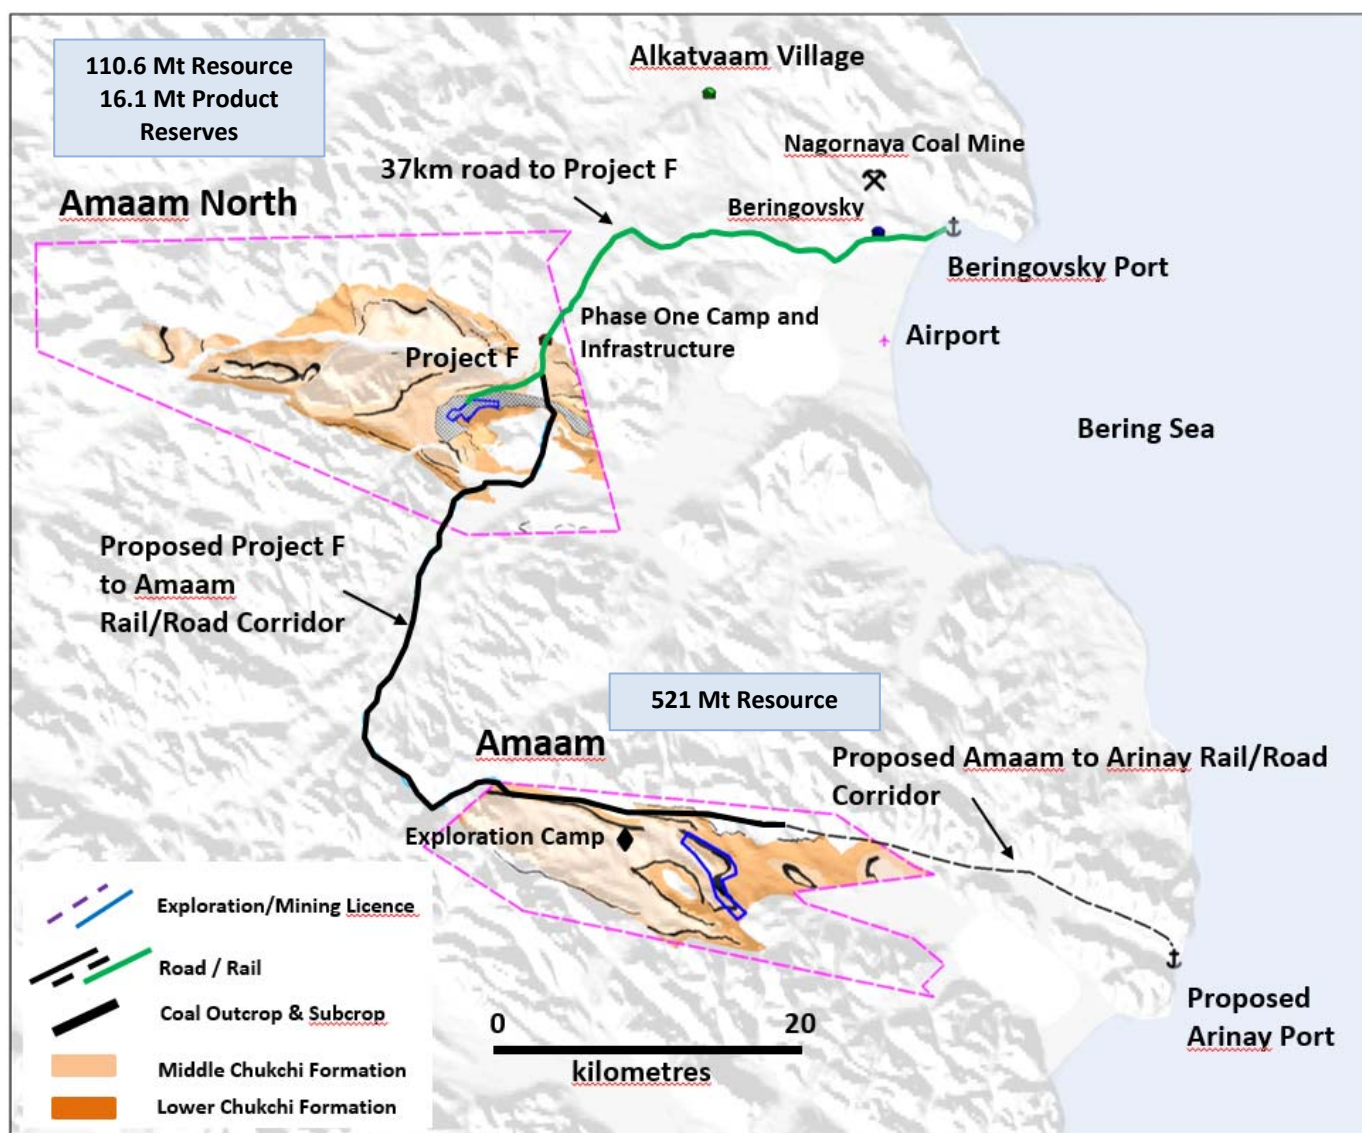 110.6 Mt Resource
16.1 Mt Product
Reserves
Alkatvaam Village
Nagornaya Coal Mine
37km road to Project F
Amaam North
Beringovsky
Beringovsky Port
Phase One Camp and
Infrastructure
Airport
Project F
Bering Sea
Proposed Project F
to Amaam
Rail/Road Corridor
521 Mt Resource
Amaam
Proposed Amaam to Arinay Rail/Road
Corridor
Exploration Camp
Exploration/Mining Licence
Road / Rail
Coal Outcrop & Subcrop
Middle Chukchi Formation
Lower Chukchi Formation
0 20
kilometres
Proposed
Arinay Port